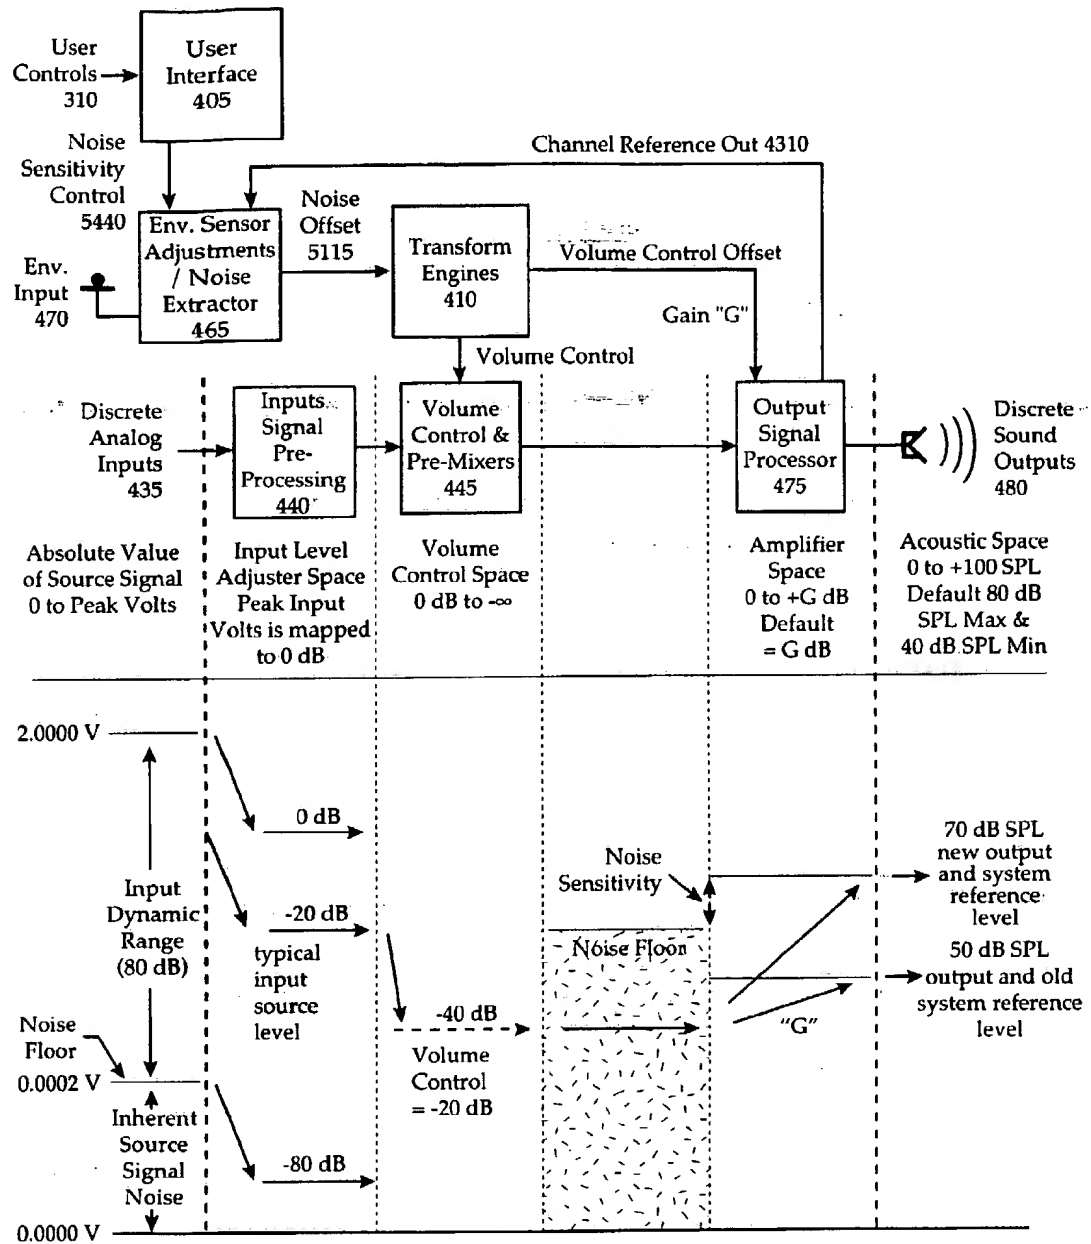 User
Controls
310
User
Interface
405
Noise
Sensitivity
Control
5440
Channel Reference Out 4310
Env.
Input
470
Env. Sensor
Adjustments
/ Noise
Extractor
465
Noise
Offset
5115
Transform
Engines
410
Volume Control Offset
Gain "G"
Volume Control
Discrete
Analog
Inputs
435
Inputs
Signal
Pre-
Processing
440
Volume
Control &
Pre-Mixers
445
Output
Signal
Processor
475
Discrete
Sound
Outputs
480
Absolute Value
of Source Signal
0 to Peak Volts
Input Level
Adjuster Space
Peak Input
Volts is mapped
to 0 dB
Volume
Control Space
0 dB to -∞
Amplifier
Space
0 to +G dB
Default
= G dB
Acoustic Space
0 to +100 SPL
Default 80 dB
SPL Max &
40 dB SPL Min
2.0000 V
Input
Dynamic
Range
(80 dB)
Noise
Floor
0.0002 V
Inherent
Source
Signal
Noise
0.0000 V
0 dB
-20 dB
typical
input
source
level
-80 dB
-40 dB
Volume
Control
= -20 dB
Noise
Sensitivity
Noise Floor
"G"
70 dB SPL
new output
and system
reference
level
50 dB SPL
output and old
system reference
level